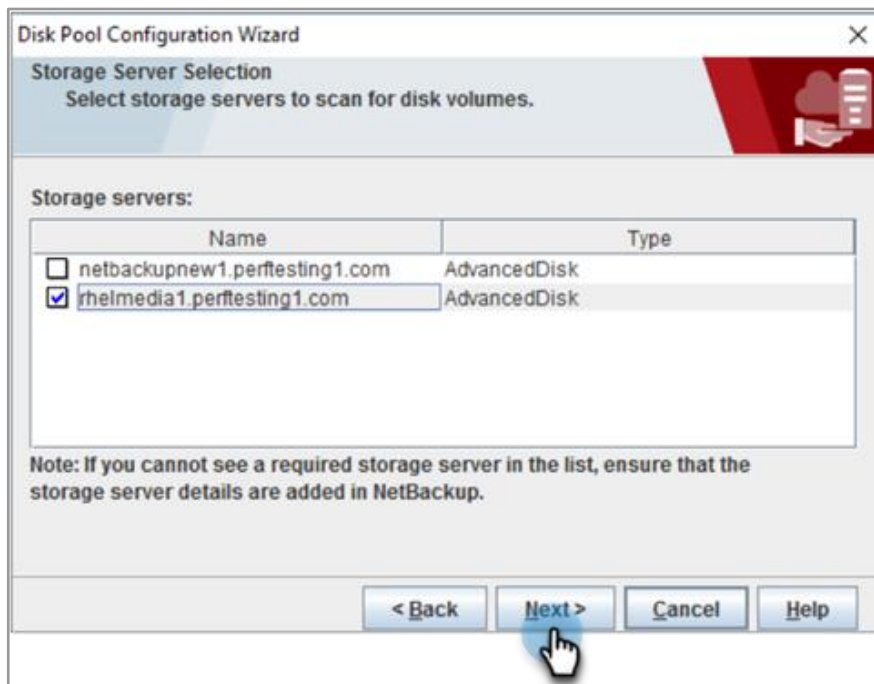 Disk Pool Configuration Wizard
Storage Server Selection
Select storage servers to scan for disk volumes.
Storage servers:
Name Type
netbackupnew1.perftesting1.com AdvancedDisk
rhelmedia1.perftesting1.com AdvancedDisk
Note: If you cannot see a required storage server in the list, ensure that the
storage server details are added in NetBackup.
< Back Next > Cancel Help